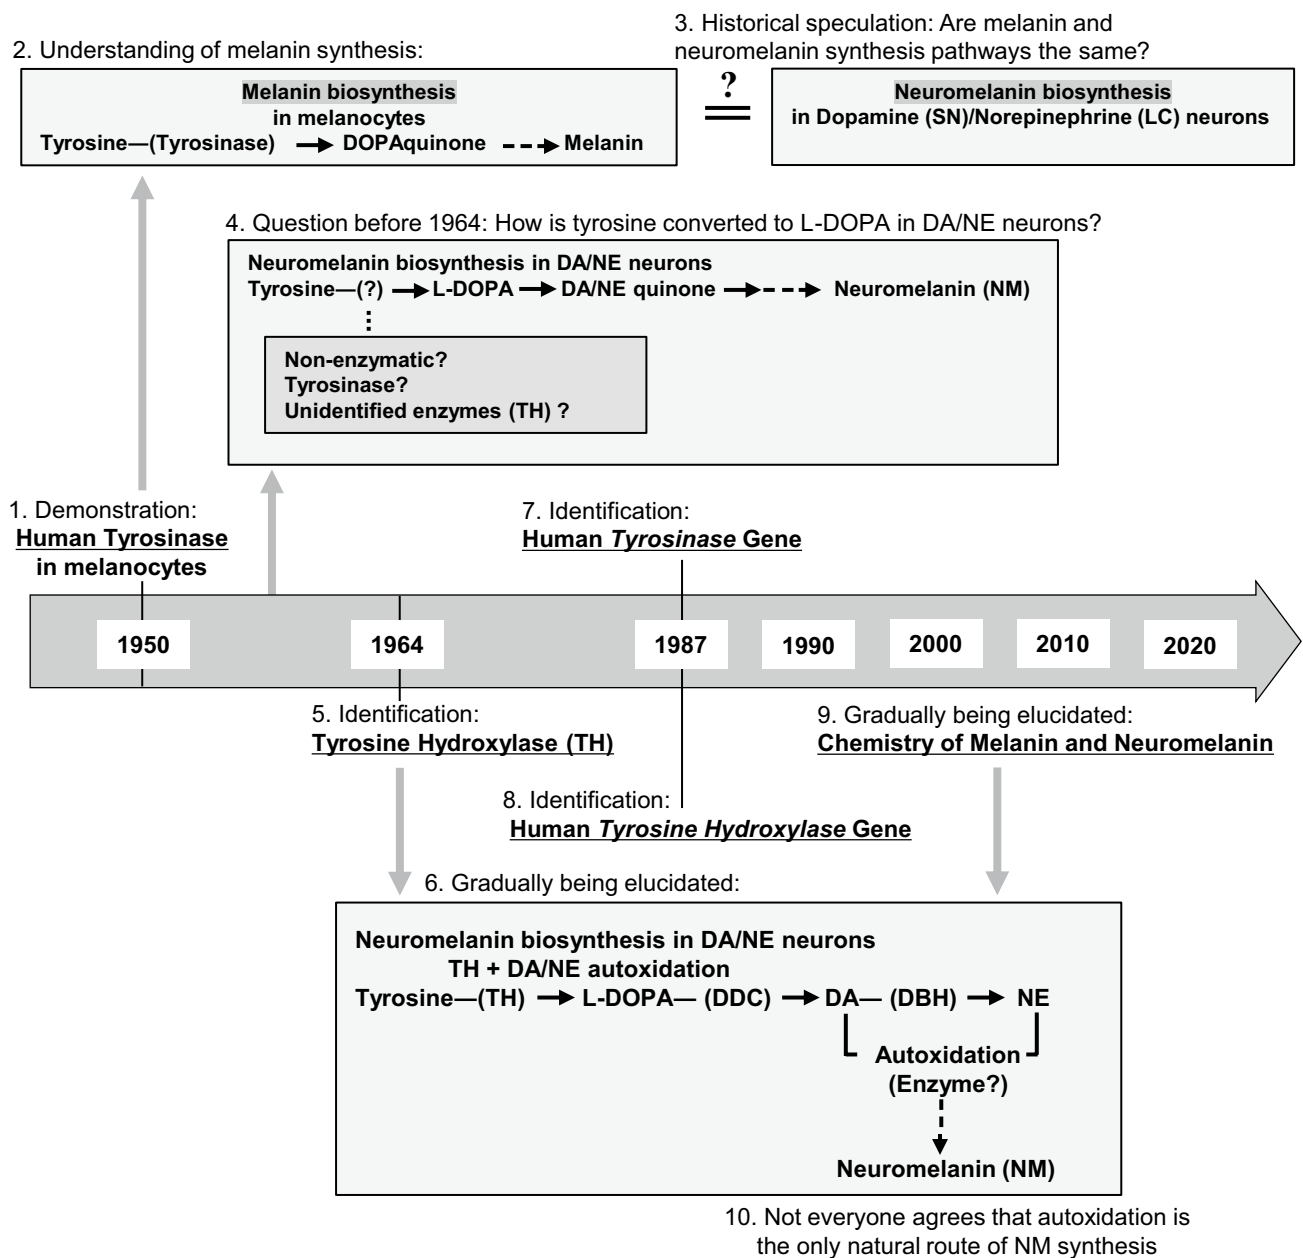 2. Understanding of melanin synthesis:
3. Historical speculation: Are melanin and
neuromelanin synthesis pathways the same?
Melanin biosynthesis
in melanocytes
Tyrosine—(Tyrosinase) → DOPAquinone --→ Melanin
?
Neuromelanin biosynthesis
in Dopamine (SN)/Norepinephrine (LC) neurons
4. Question before 1964: How is tyrosine converted to L-DOPA in DA/NE neurons?
Neuromelanin biosynthesis in DA/NE neurons
Tyrosine—(?) → L-DOPA → DA/NE quinone → --→ Neuromelanin (NM)
Non-enzymatic?
Tyrosinase?
Unidentified enzymes (TH) ?
1. Demonstration:
Human Tyrosinase
in melanocytes
7. Identification:
Human Tyrosinase Gene
1950 1964 1987 1990 2000 2010 2020
5. Identification:
Tyrosine Hydroxylase (TH)
9. Gradually being elucidated:
Chemistry of Melanin and Neuromelanin
8. Identification:
Human Tyrosine Hydroxylase Gene
6. Gradually being elucidated:
Neuromelanin biosynthesis in DA/NE neurons
TH + DA/NE autoxidation
Tyrosine—(TH) → L-DOPA— (DDC) → DA— (DBH) → NE
Autoxidation
(Enzyme?)
Neuromelanin (NM)
10. Not everyone agrees that autoxidation is
the only natural route of NM synthesis